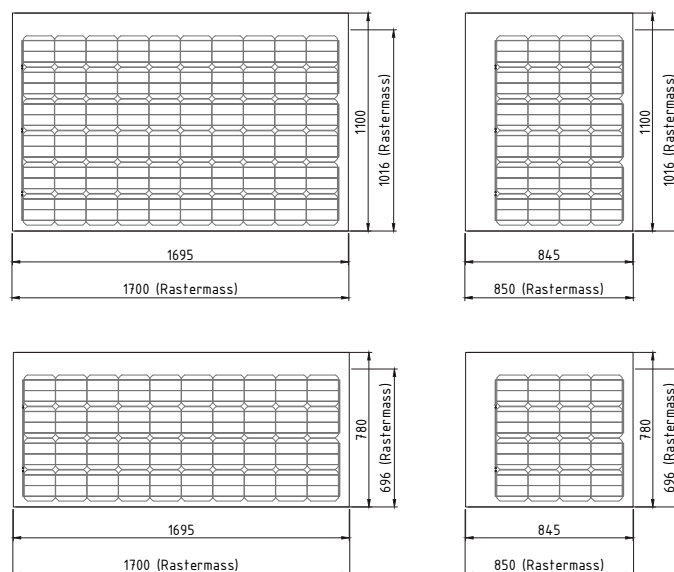 1100
1016 (Rastermass)
1695
1700 (Rastermass)
1100
1016 (Rastermass)
845
850 (Rastermass)
780
696 (Rastermass)
1695
1700 (Rastermass)
780
696 (Rastermass)
845
850 (Rastermass)